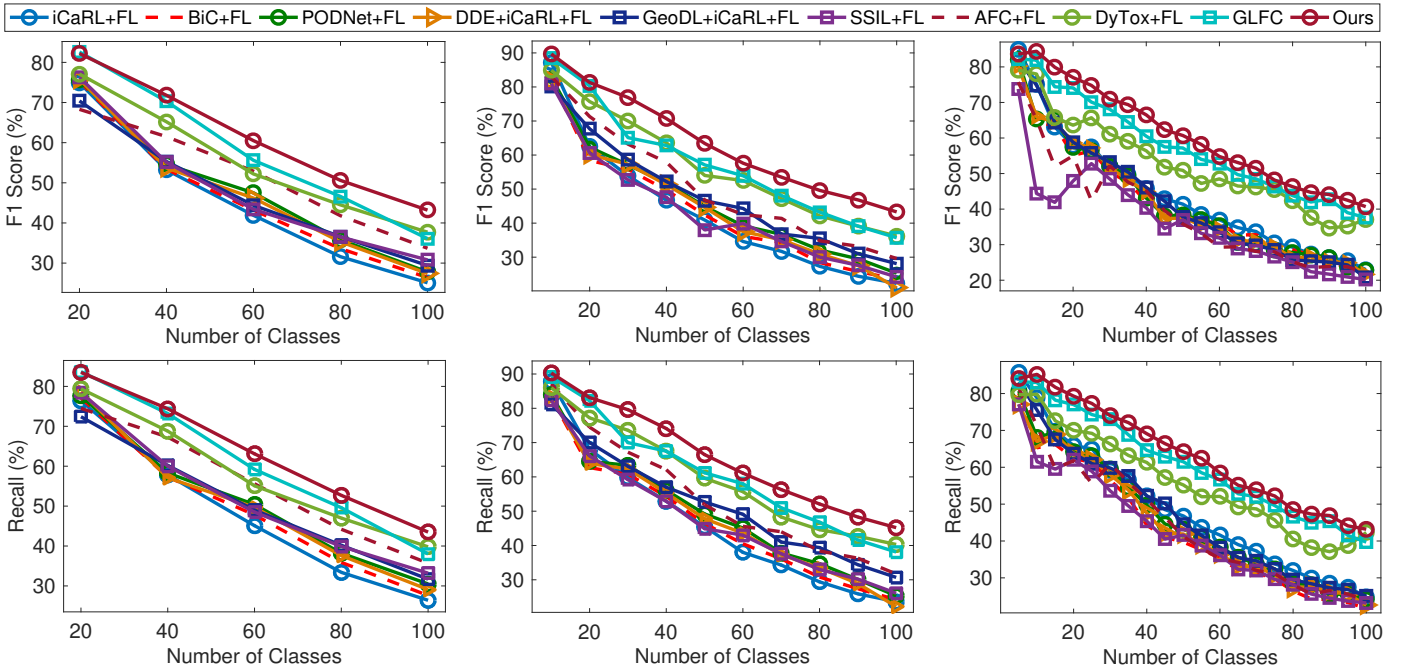 iCaRL+FL BiC+FL PODNet+FL DDE+iCaRL+FL GeoDL+iCaRL+FL SSIL+FL AFC+FL DyTox+FL GLFC Ours
80
70
60
50
40
30
20 40 60 80 100
F1 Score (%)
Number of Classes
90
80
70
60
50
40
30
20 40 60 80 100
F1 Score (%)
Number of Classes
80
70
60
50
40
30
20
20 40 60 80 100
F1 Score (%)
Number of Classes
80
70
60
50
40
30
20 40 60 80 100
Recall (%)
Number of Classes
90
80
70
60
50
40
30
20 40 60 80 100
Recall (%)
Number of Classes
80
70
60
50
40
30
20 40 60 80 100
Recall (%)
Number of Classes